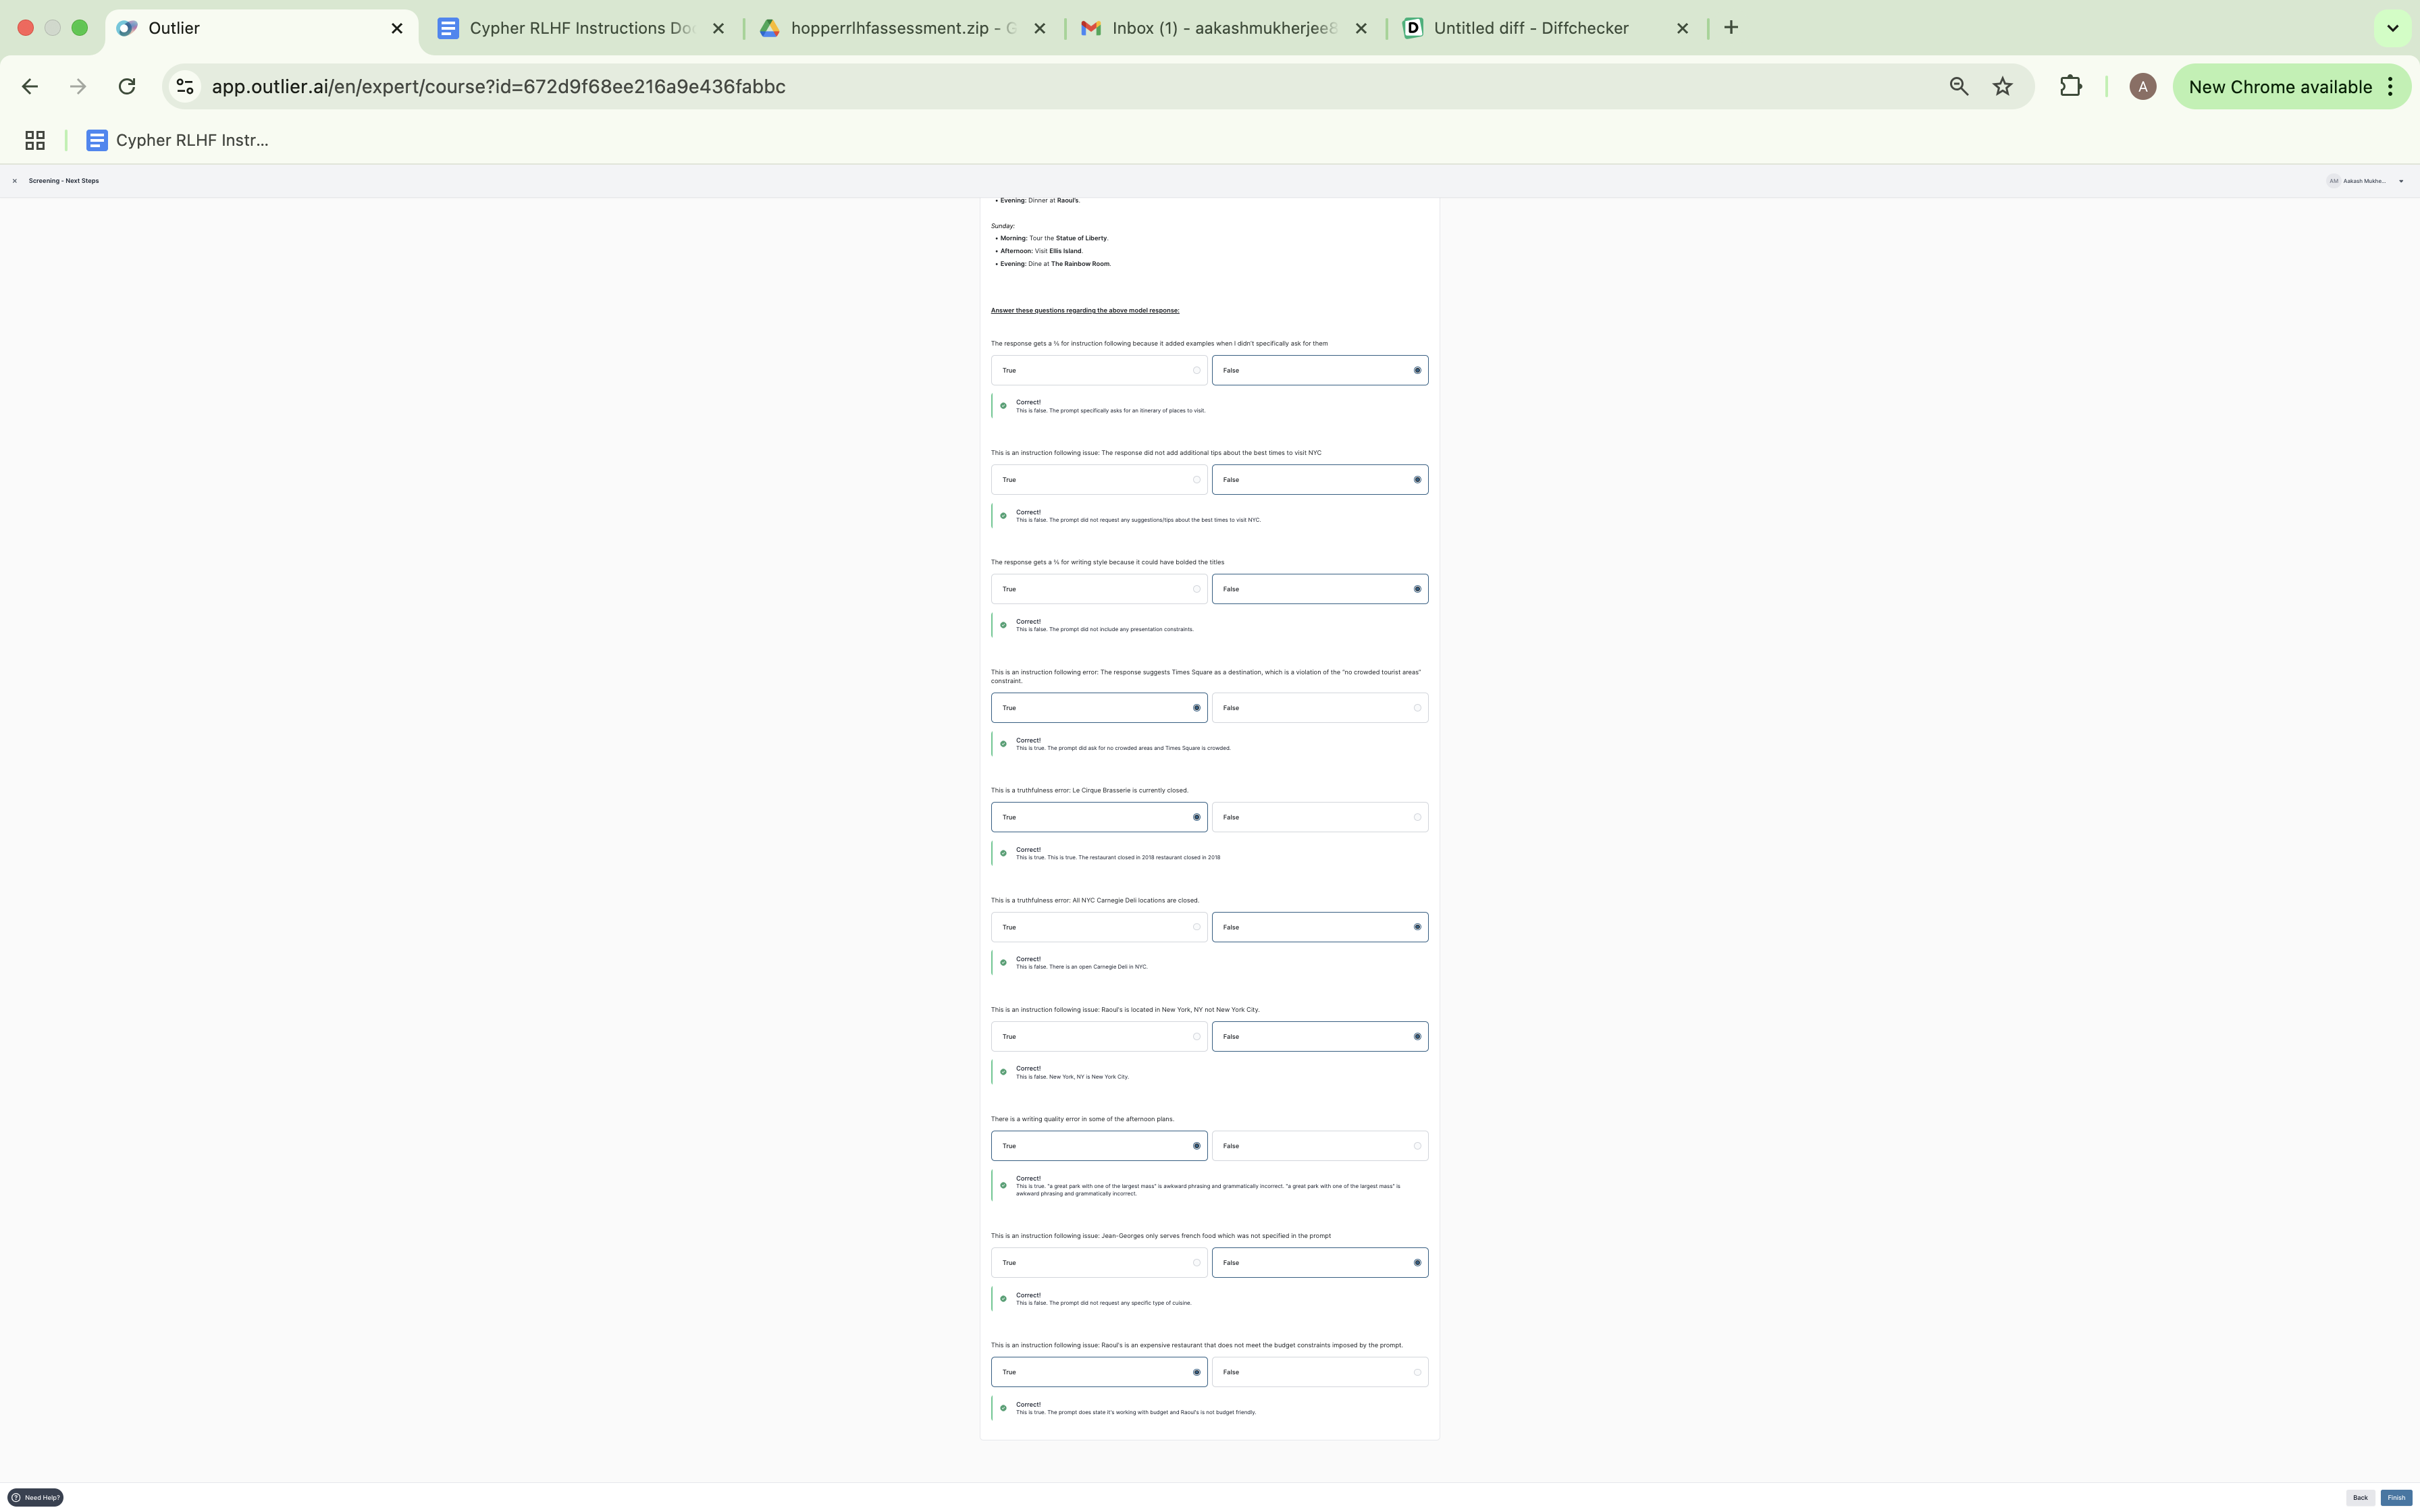 Outlier
Cypher RLHF Instructions Doc
hopperrlhfassessment.zip - G
Inbox (1) - aakashmukherjee8
Untitled diff - Diffchecker
app.outlier.ai/en/expert/course?id=672d9f68ee216a9e436fabbc
A
New Chrome available
Cypher RLHF Instr...
Screening - Next Steps
AM Aakash Mukhe...
• Evening: Dinner at Raoul's.
Sunday:
• Morning: Tour the Statue of Liberty.
• Afternoon: Visit Ellis Island.
• Evening: Dine at The Rainbow Room.
Answer these questions regarding the above model response:
The response gets a for instruction following because it added examples when I didn't specifically ask for them
True False
Correct!
This is false. The prompt specifically asks for an itinerary of places to visit.
This is an instruction following issue: The response did not add additional tips about the best times to visit NYC
True False
Correct!
This is false. The prompt did not request any suggestions/tips about the best times to visit NYC.
The response gets a for writing style because it could have bolded the titles
True False
Correct!
This is false. The prompt did not include any presentation constraints.
This is an instruction following error: The response suggests Times Square as a destination, which is a violation of the "no crowded tourist areas"
constraint.
True False
Correct!
This is true. The prompt did ask for no crowded areas and Times Square is crowded.
This is a truthfulness error: Le Cirque Brasserie is currently closed.
True False
Correct!
This is true. This is true. The restaurant closed in 2018 restaurant closed in 2018
This is a truthfulness error: All NYC Carnegie Deli locations are closed.
True False
Correct!
This is false. There is an open Carnegie Deli in NYC.
This is an instruction following issue: Raoul's is located in New York, NY not New York City.
True False
Correct!
This is false. New York, NY is New York City.
There is a writing quality error in some of the afternoon plans.
True False
Correct!
This is true. "a great park with one of the largest mass" is awkward phrasing and grammatically incorrect. "a great park with one of the largest mass" is
awkward phrasing and grammatically incorrect.
This is an instruction following issue: Jean-Georges only serves french food which was not specified in the prompt
True False
Correct!
This is false. The prompt did not request any specific type of cuisine.
This is an instruction following issue: Raoul's is an expensive restaurant that does not meet the budget constraints imposed by the prompt.
True False
Correct!
This is true. The prompt does state it's working with budget and Raoul's is not budget friendly.
Need Help?
Back
Finish